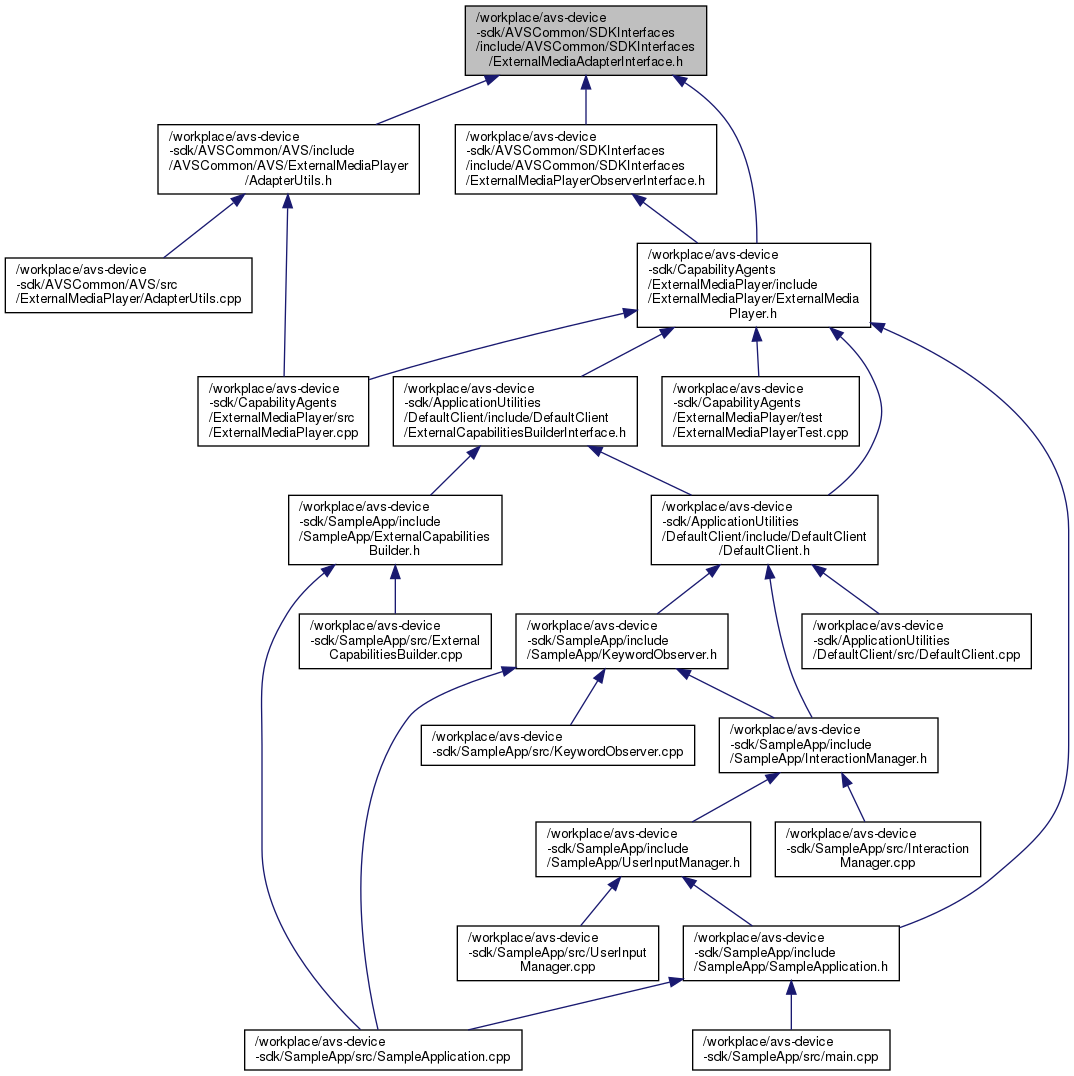 /workplace/avs-device
-sdk/AVSCommon/SDKInterfaces
/include/AVSCommon/SDKInterfaces
/ExternalMediaAdapterInterface.h
/workplace/avs-device
-sdk/AVSCommon/AVS/include
/AVSCommon/AVS/ExternalMediaPlayer
/AdapterUtils.h
/workplace/avs-device
-sdk/AVSCommon/SDKInterfaces
/include/AVSCommon/SDKInterfaces
/ExternalMediaPlayerObserverInterface.h
/workplace/avs-device
-sdk/AVSCommon/AVS/src
/ExternalMediaPlayer/AdapterUtils.cpp
/workplace/avs-device
-sdk/CapabilityAgents
/ExternalMediaPlayer/include
/ExternalMediaPlayer/ExternalMedia
Player.h
/workplace/avs-device
-sdk/CapabilityAgents
/ExternalMediaPlayer/src
/ExternalMediaPlayer.cpp
/workplace/avs-device
-sdk/ApplicationUtilities
/DefaultClient/include/DefaultClient
/ExternalCapabilitiesBuilderInterface.h
/workplace/avs-device
-sdk/CapabilityAgents
/ExternalMediaPlayer/test
/ExternalMediaPlayerTest.cpp
/workplace/avs-device
-sdk/SampleApp/include
/SampleApp/ExternalCapabilities
Builder.h
/workplace/avs-device
-sdk/ApplicationUtilities
/DefaultClient/include/DefaultClient
/DefaultClient.h
/workplace/avs-device
-sdk/SampleApp/src/External
CapabilitiesBuilder.cpp
/workplace/avs-device
-sdk/SampleApp/include
/SampleApp/KeywordObserver.h
/workplace/avs-device
-sdk/ApplicationUtilities
/DefaultClient/src/DefaultClient.cpp
/workplace/avs-device
-sdk/SampleApp/src/KeywordObserver.cpp
/workplace/avs-device
-sdk/SampleApp/include
/SampleApp/InteractionManager.h
/workplace/avs-device
-sdk/SampleApp/include
/SampleApp/UserInputManager.h
/workplace/avs-device
-sdk/SampleApp/src/Interaction
Manager.cpp
/workplace/avs-device
-sdk/SampleApp/src/UserInput
Manager.cpp
/workplace/avs-device
-sdk/SampleApp/include
/SampleApp/SampleApplication.h
/workplace/avs-device
-sdk/SampleApp/src/SampleApplication.cpp
/workplace/avs-device
-sdk/SampleApp/src/main.cpp